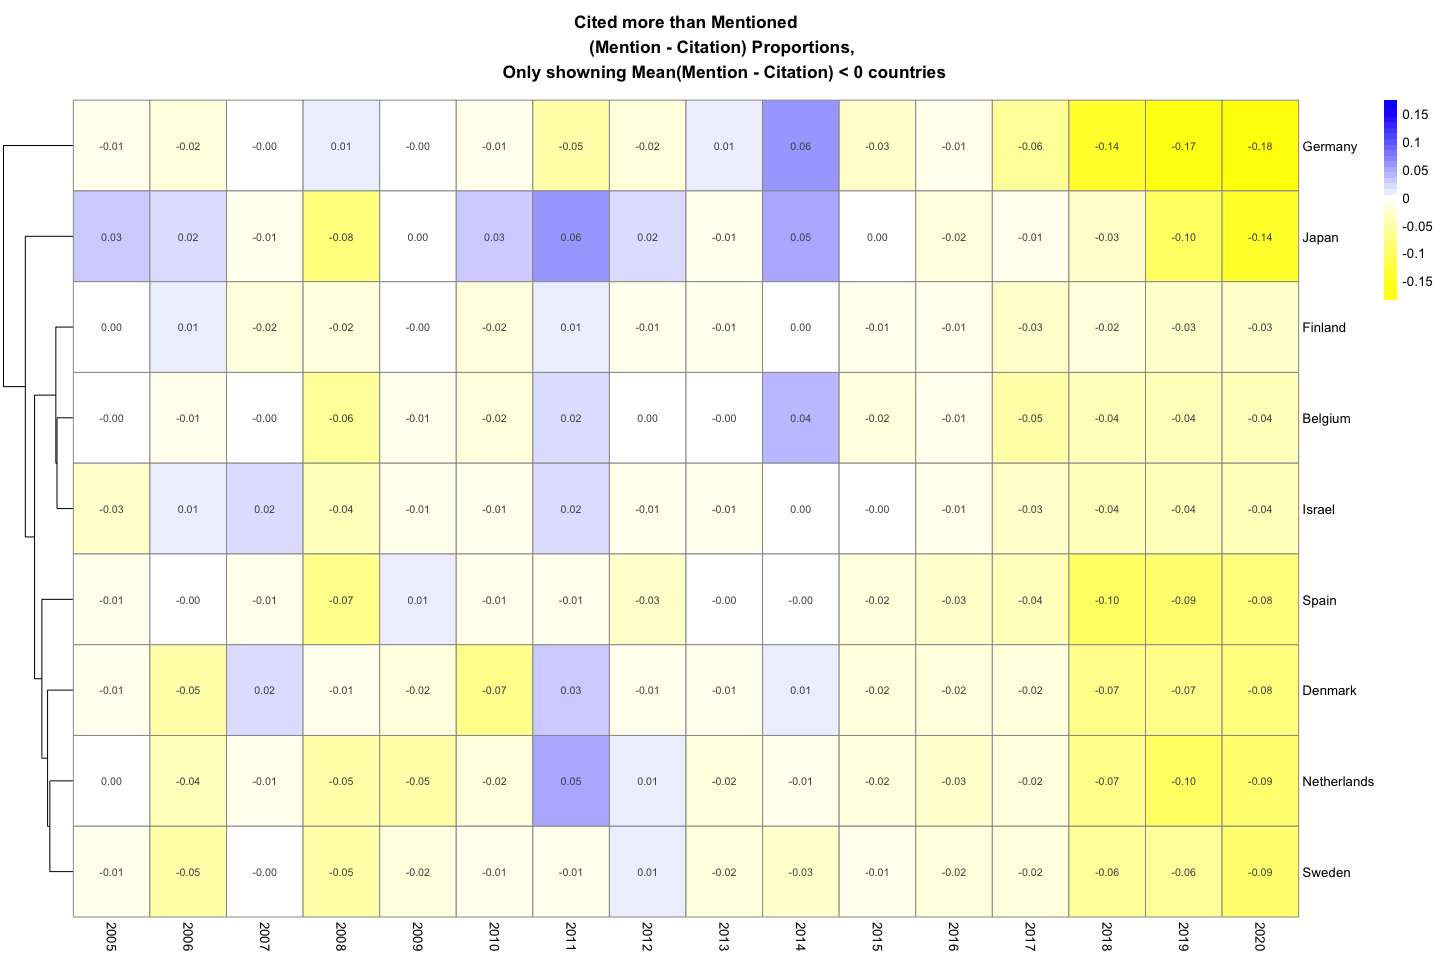 Cited more than Mentioned
(Mention - Citation) Proportions,
Only showning Mean(Mention - Citation) < 0 countries
-0.01 -0.02 -0.00 0.01 -0.00 -0.01 -0.05 -0.02 0.01 0.06 -0.03 -0.01 -0.06 -0.14 -0.17 -0.18 Germany
0.03 0.02 -0.01 -0.08 0.00 0.03 0.06 0.02 -0.01 0.05 0.00 -0.02 -0.01 -0.03 -0.10 -0.14 Japan
0.00 0.01 -0.02 -0.02 -0.00 -0.02 0.01 -0.01 -0.01 0.00 -0.01 -0.01 -0.03 -0.02 -0.03 -0.03 Finland
-0.00 -0.01 -0.00 -0.06 -0.01 -0.02 0.02 0.00 -0.00 0.04 -0.02 -0.01 -0.05 -0.04 -0.04 -0.04 Belgium
-0.03 0.01 0.02 -0.04 -0.01 -0.01 0.02 -0.01 -0.01 0.00 -0.00 -0.01 -0.03 -0.04 -0.04 -0.04 Israel
-0.01 -0.00 -0.01 -0.07 0.01 -0.01 -0.01 -0.03 -0.00 -0.00 -0.02 -0.03 -0.04 -0.10 -0.09 -0.08 Spain
-0.01 -0.05 0.02 -0.01 -0.02 -0.07 0.03 -0.01 -0.01 0.01 -0.02 -0.02 -0.02 -0.07 -0.07 -0.08 Denmark
0.00 -0.04 -0.01 -0.05 -0.05 -0.02 0.05 0.01 -0.02 -0.01 -0.02 -0.03 -0.02 -0.07 -0.10 -0.09 Netherlands
-0.01 -0.05 -0.00 -0.05 -0.02 -0.01 -0.01 0.01 -0.02 -0.03 -0.01 -0.02 -0.02 -0.06 -0.06 -0.09 Sweden
2005 2006 2007 2008 2009 2010 2011 2012 2013 2014 2015 2016 2017 2018 2019 2020
0.15
0.1
0.05
0
-0.05
-0.1
-0.15